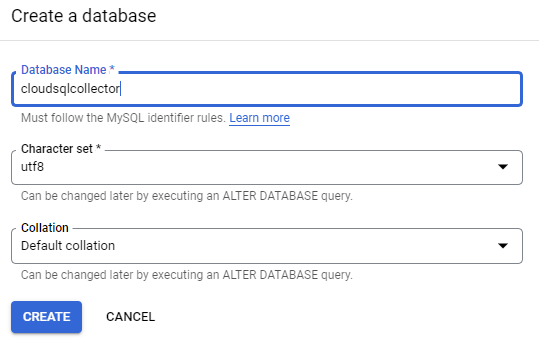 Create a database
Database Name *
cloudsqlcollector
Must follow the MySQL identifier rules. Learn more
Character set *
utf8
Can be changed later by executing an ALTER DATABASE query.
Collation
Default collation
Can be changed later by executing an ALTER DATABASE query.
CREATE CANCEL